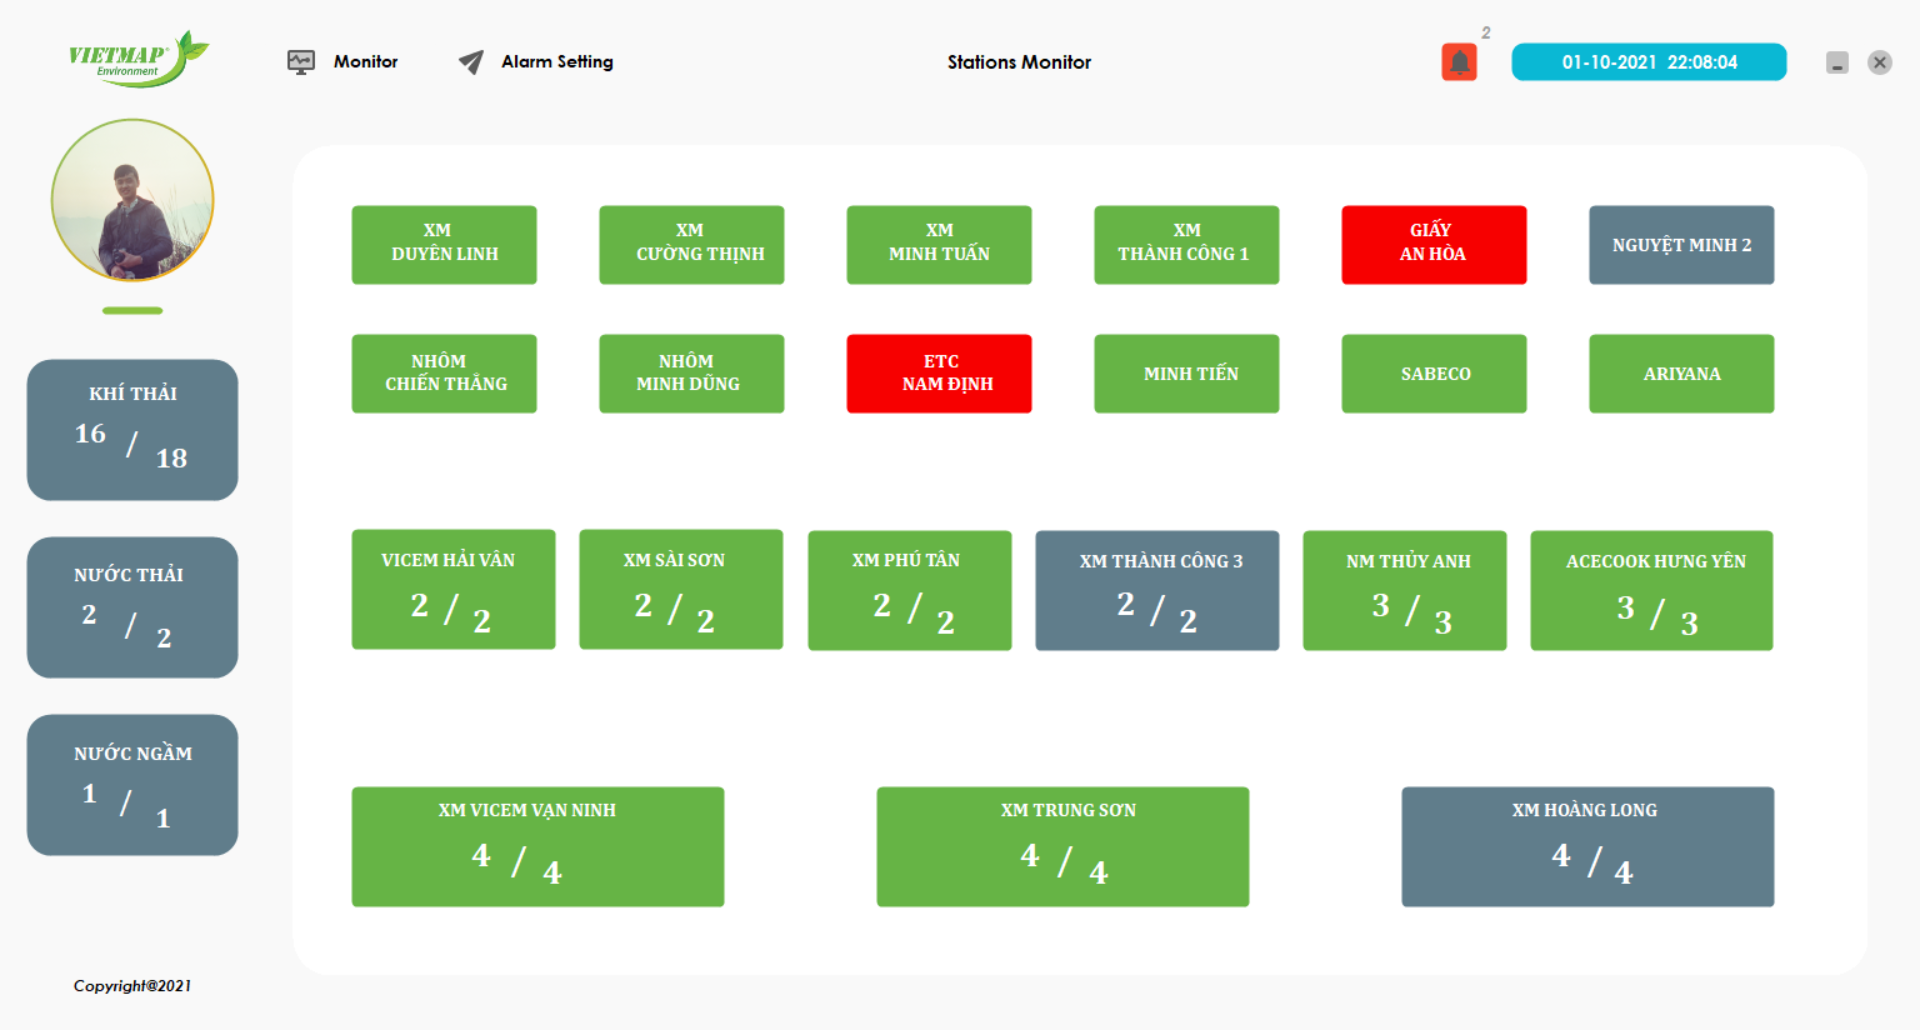 VIETMAP®
Environment
Monitor
Alarm Setting
Stations Monitor
2
01-10-2021 22:08:04
KHÍ THẢI
16 / 18
NƯỚC THẢI
2 / 2
NƯỚC NGẦM
1 / 1
Copyright@2021
XM
DUYÊN LINH
XM
CƯỜNG THỊNH
XM
MINH TUẤN
XM
THÀNH CÔNG 1
GIẤY
AN HÒA
NGUYỆT MINH 2
NHÔM
CHIẾN THẮNG
NHÔM
MINH DŨNG
ETC
NAM ĐỊNH
MINH TIẾN
SABECO
ARIYANA
VICEM HẢI VÂN
2 / 2
XM SÀI SƠN
2 / 2
XM PHÚ TÂN
2 / 2
XM THÀNH CÔNG 3
2 / 2
NM THỦY ANH
3 / 3
ACECOOK HƯNG YÊN
3 / 3
XM VICEM VẠN NINH
4 / 4
XM TRUNG SƠN
4 / 4
XM HOÀNG LONG
4 / 4